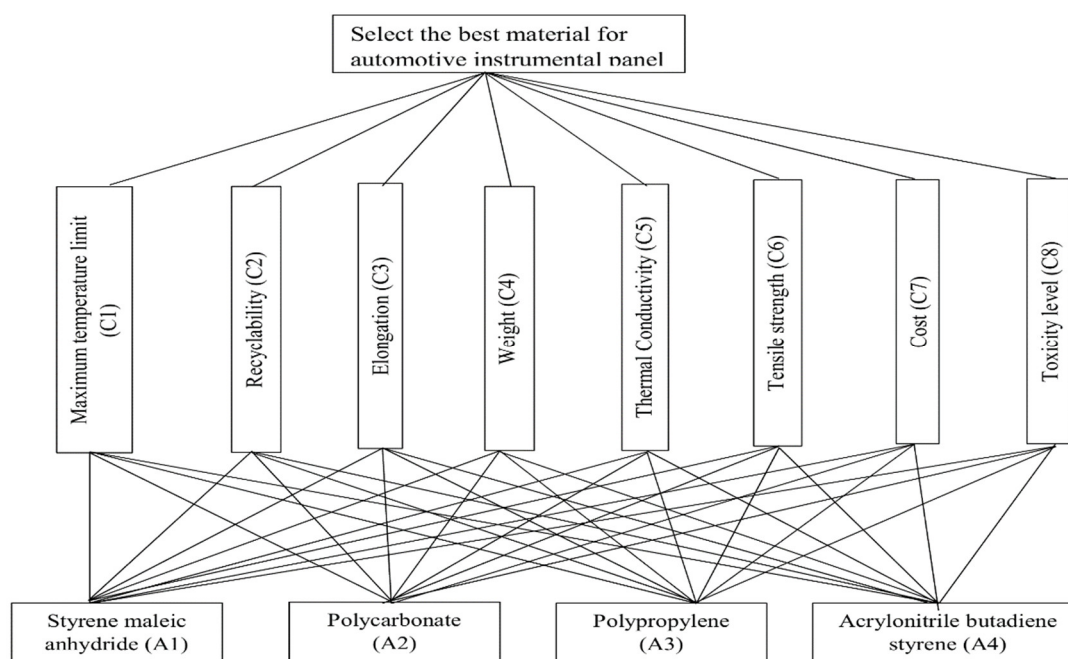 Select the best material for
automotive instrumental panel
Maximum temperature limit
(C1)
Recyclability (C2)
Elongation (C3)
Weight (C4)
Thermal Conductivity (C5)
Tensile strength (C6)
Cost (C7)
Toxicity level (C8)
Styrene maleic
anhydride (A1)
Polycarbonate
(A2)
Polypropylene
(A3)
Acrylonitrile butadiene
styrene (A4)